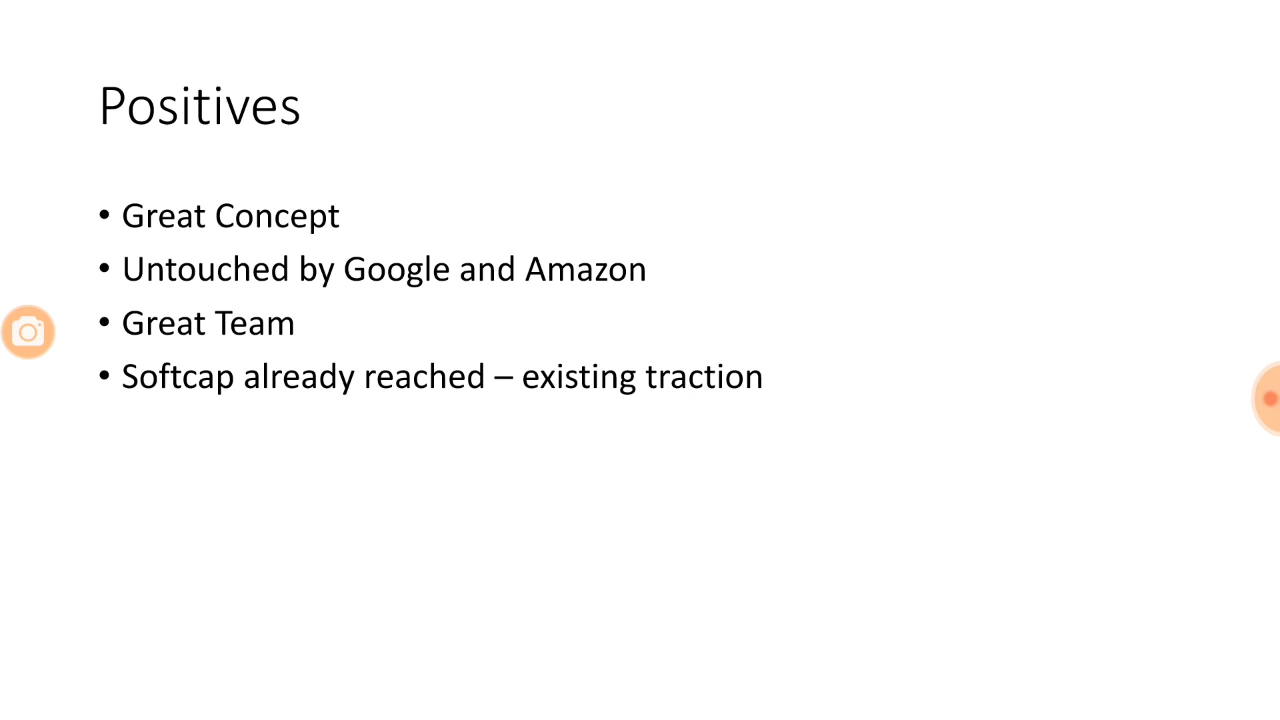 Positives
• Great Concept
• Untouched by Google and Amazon
• Great Team
• Softcap already reached – existing traction